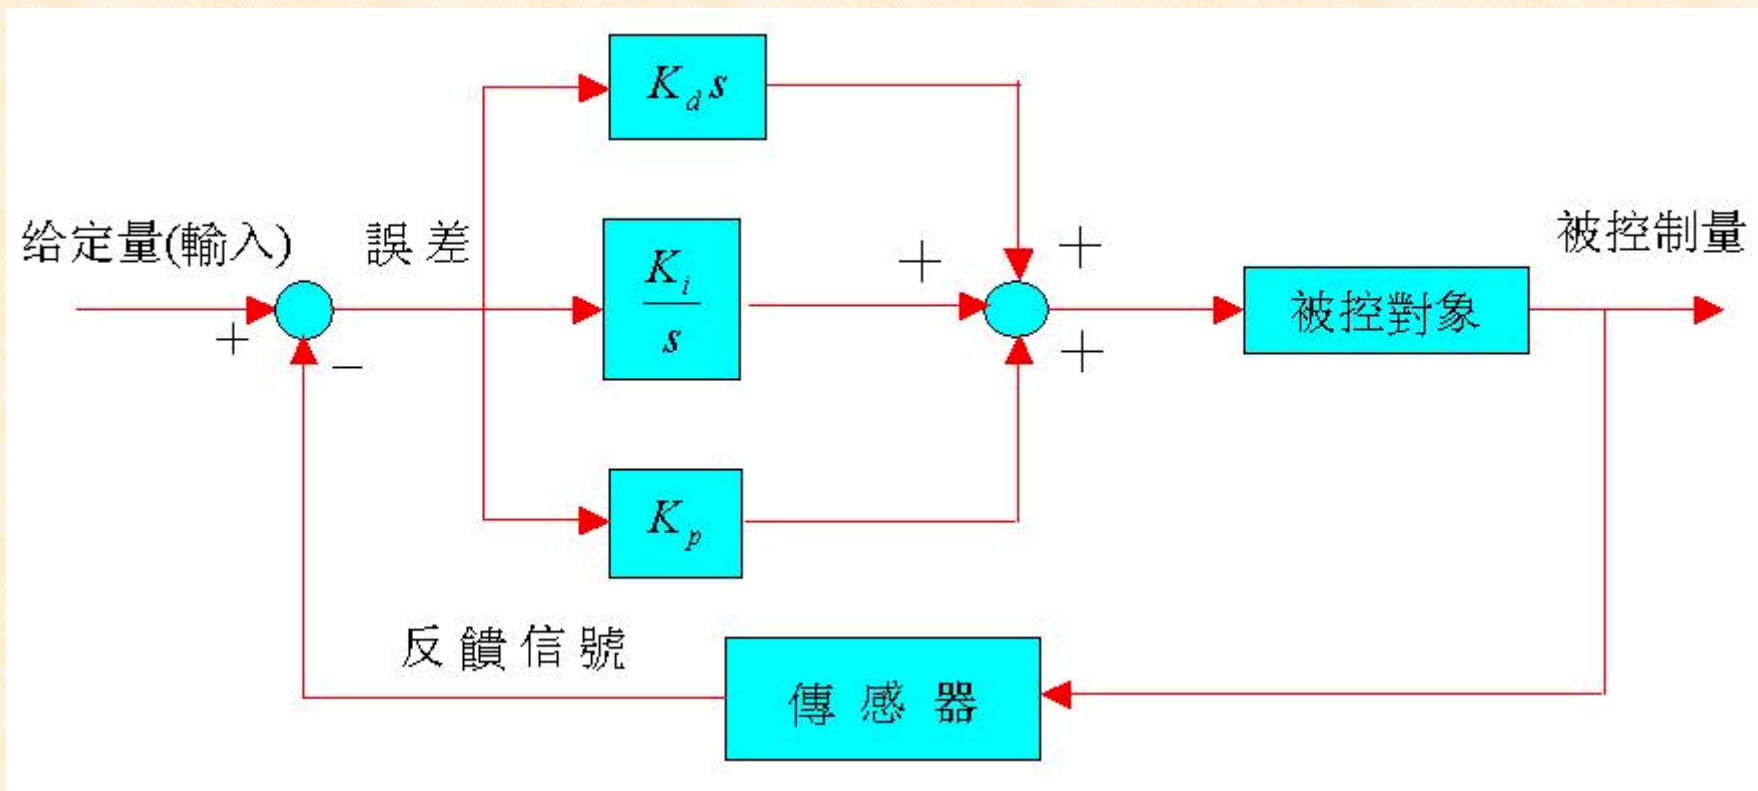 K_d s
给定量(輸入)
誤差
K_i
s
+
+
被控制量
+
−
+
被控對象
K_p
反饋信號
傳感器